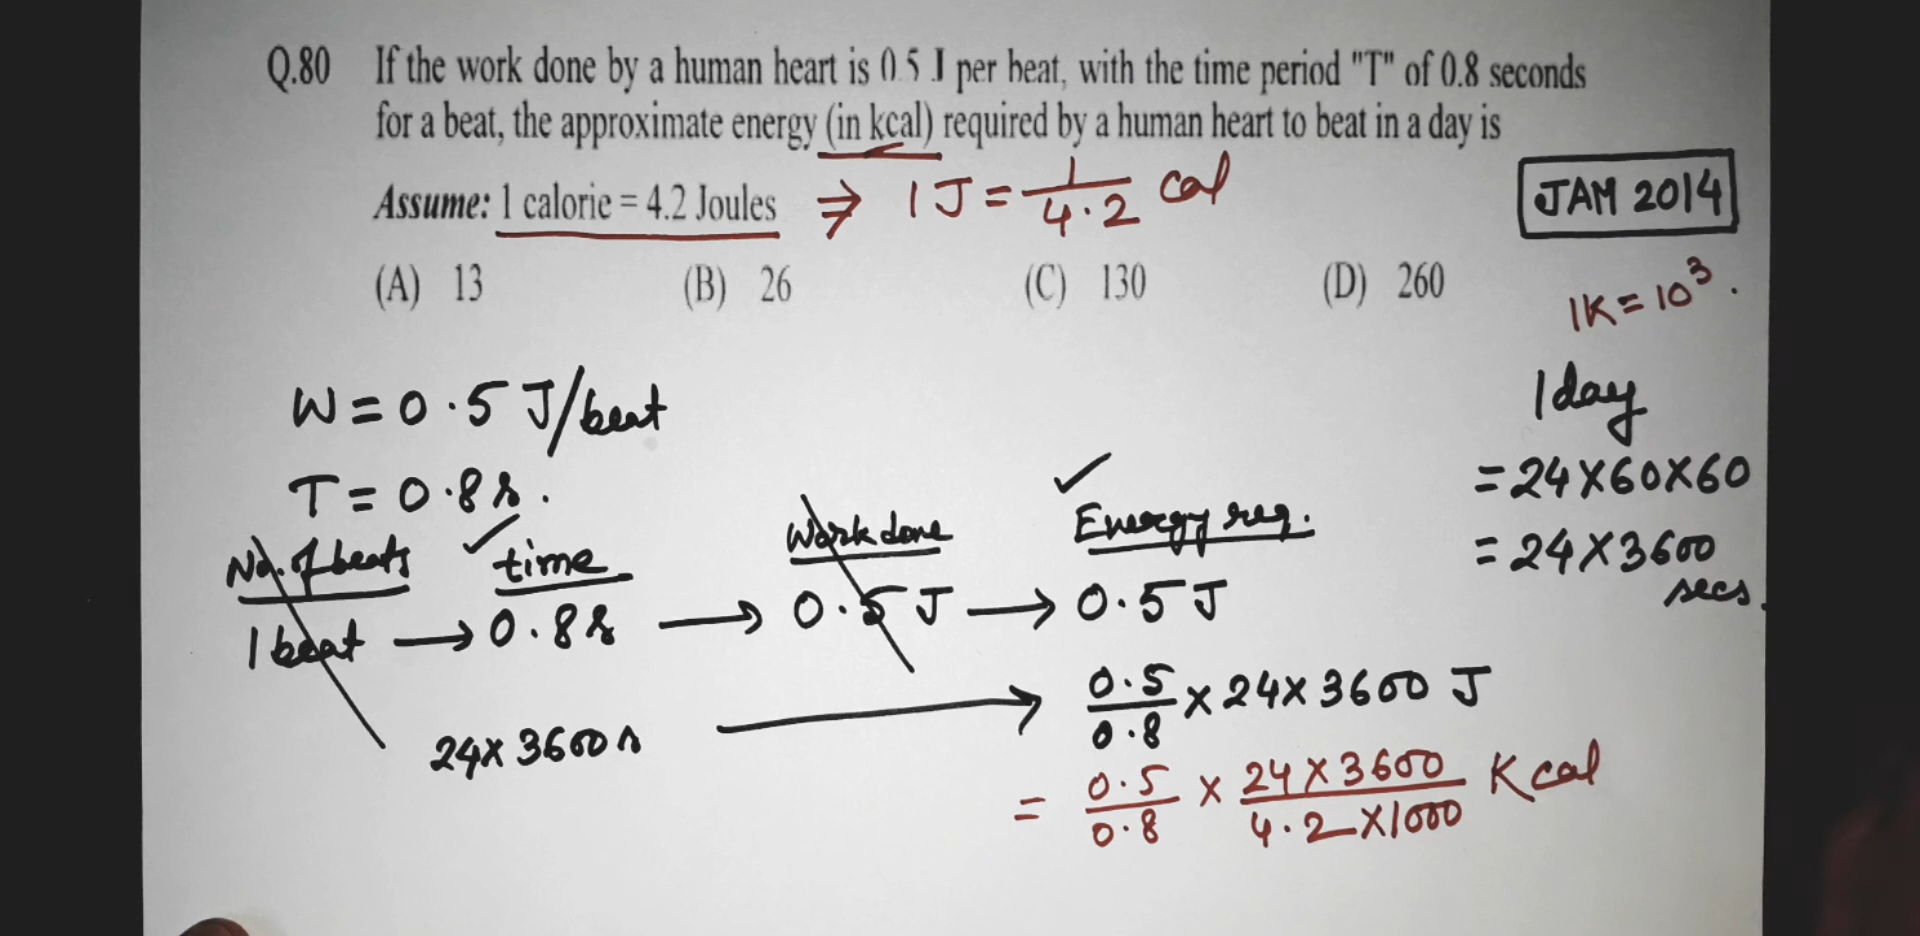 Q.80 If the work done by a human heart is 0.5 J per beat, with the time period "T" of 0.8 seconds
for a beat, the approximate energy (in kcal) required by a human heart to beat in a day is
Assume: 1 calorie = 4.2 Joules ⇒ 1 J = 1/4.2 cal
JAM 2014
(A) 13 (B) 26 (C) 130 (D) 260
1K = 10³.
W = 0.5 J/beat
T = 0.8 s.
1 day
= 24 X 60 X 60
= 24 X 3600
secs.
No. of beats ✓ time Work done ✓ Energy req.
1 beat → 0.8 s → 0.5 J → 0.5 J
24 x 3600 s → 0.5/0.8 x 24 x 3600 J
= 0.5/0.8 x 24 x 3600/4.2 X 1000 Kcal